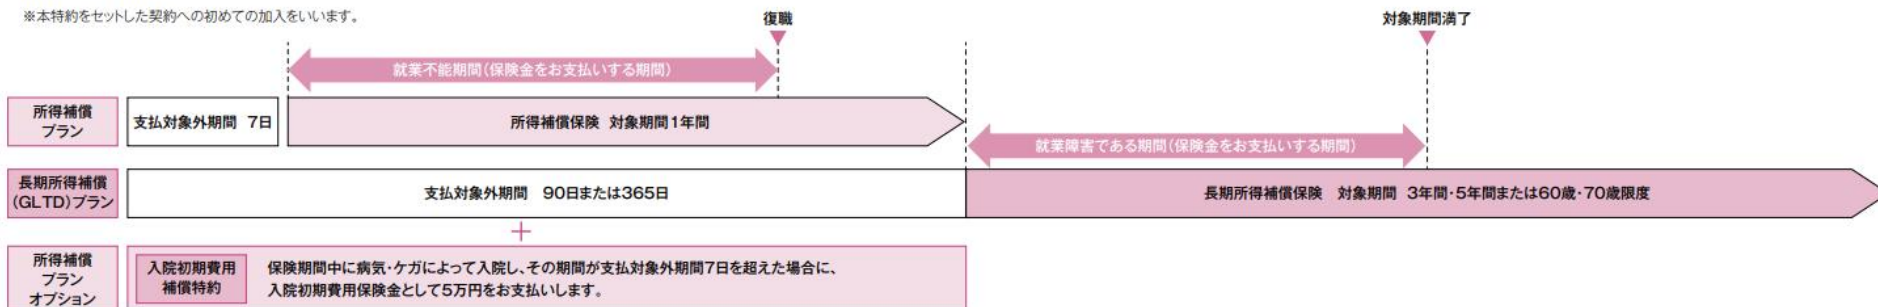 ※本特約をセットした契約への初めての加入をいいます。
復職
対象期間満了
就業不能期間(保険金をお支払いする期間)
所得補償
プラン
支払対象外期間 7日
所得補償保険 対象期間1年間
就業障害である期間(保険金をお支払いする期間)
長期所得補償
(GLTD)プラン
支払対象外期間 90日または365日
長期所得補償保険 対象期間 3年間・5年間または60歳・70歳限度
+
所得補償
プラン
オプション
入院初期費用
補償特約
保険期間中に病気・ケガによって入院し、その期間が支払対象外期間7日を超えた場合に、
入院初期費用保険金として5万円をお支払いします。